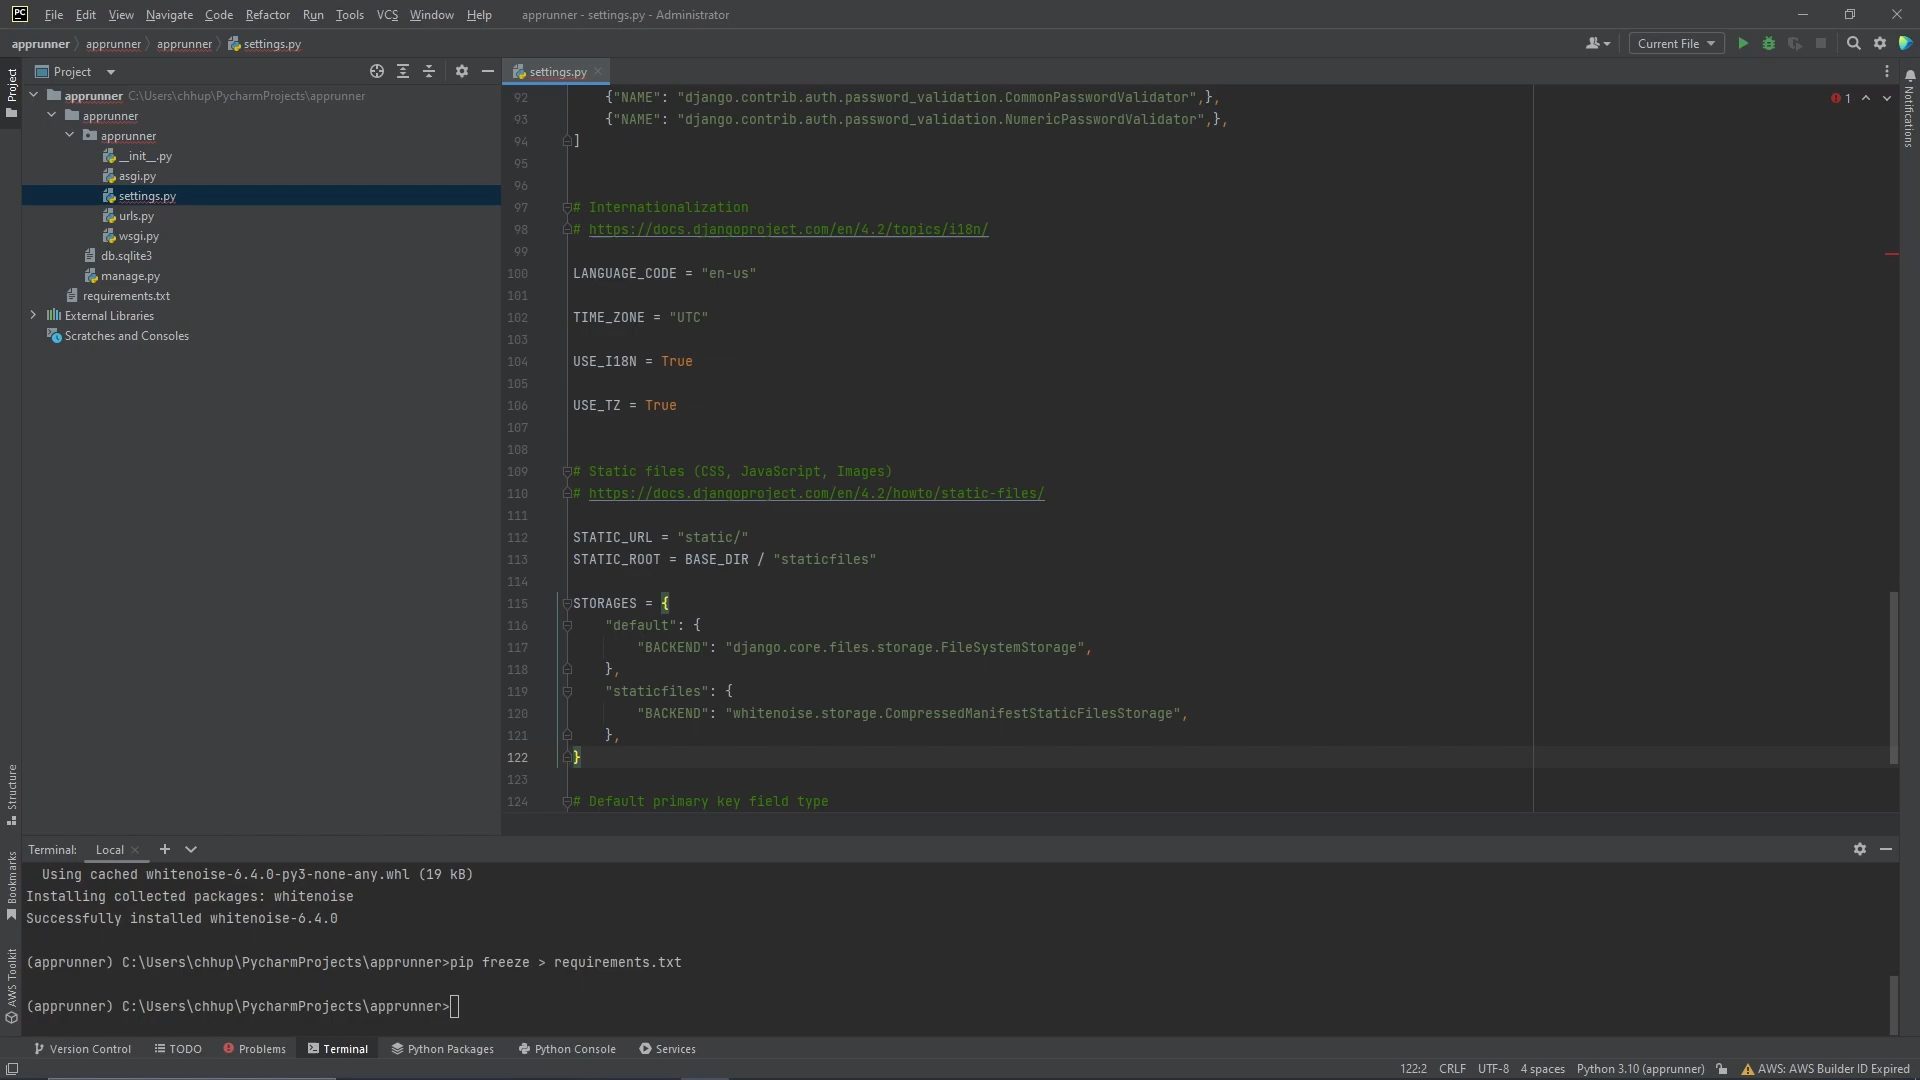 PC File Edit View Navigate Code Refactor Run Tools VCS Window Help apprunner - settings.py - Administrator
apprunner apprunner apprunner settings.py Current File
Project settings.py
Project
apprunner C:\Users\chhup\PycharmProjects\apprunner
apprunner
apprunner
__init__.py
asgi.py
settings.py
urls.py
wsgi.py
db.sqlite3
manage.py
requirements.txt
External Libraries
Scratches and Consoles
Structure
Bookmarks
AWS Toolkit
Notifications
1
92 {"NAME": "django.contrib.auth.password_validation.CommonPasswordValidator",},
93 {"NAME": "django.contrib.auth.password_validation.NumericPasswordValidator",},
94 ]
95
96
97 # Internationalization
98 # https://docs.djangoproject.com/en/4.2/topics/i18n/
99
100 LANGUAGE_CODE = "en-us"
101
102 TIME_ZONE = "UTC"
103
104 USE_I18N = True
105
106 USE_TZ = True
107
108
109 # Static files (CSS, JavaScript, Images)
110 # https://docs.djangoproject.com/en/4.2/howto/static-files/
111
112 STATIC_URL = "static/"
113 STATIC_ROOT = BASE_DIR / "staticfiles"
114
115 STORAGES = {
116 "default": {
117 "BACKEND": "django.core.files.storage.FileSystemStorage",
118 },
119 "staticfiles": {
120 "BACKEND": "whitenoise.storage.CompressedManifestStaticFilesStorage",
121 },
122 }
123
124 # Default primary key field type
Terminal: Local
Using cached whitenoise-6.4.0-py3-none-any.whl (19 kB)
Installing collected packages: whitenoise
Successfully installed whitenoise-6.4.0
(apprunner) C:\Users\chhup\PycharmProjects\apprunner>pip freeze > requirements.txt
(apprunner) C:\Users\chhup\PycharmProjects\apprunner>
Version Control TODO Problems Terminal Python Packages Python Console Services
122:2 CRLF UTF-8 4 spaces Python 3.10 (apprunner) AWS: AWS Builder ID Expired